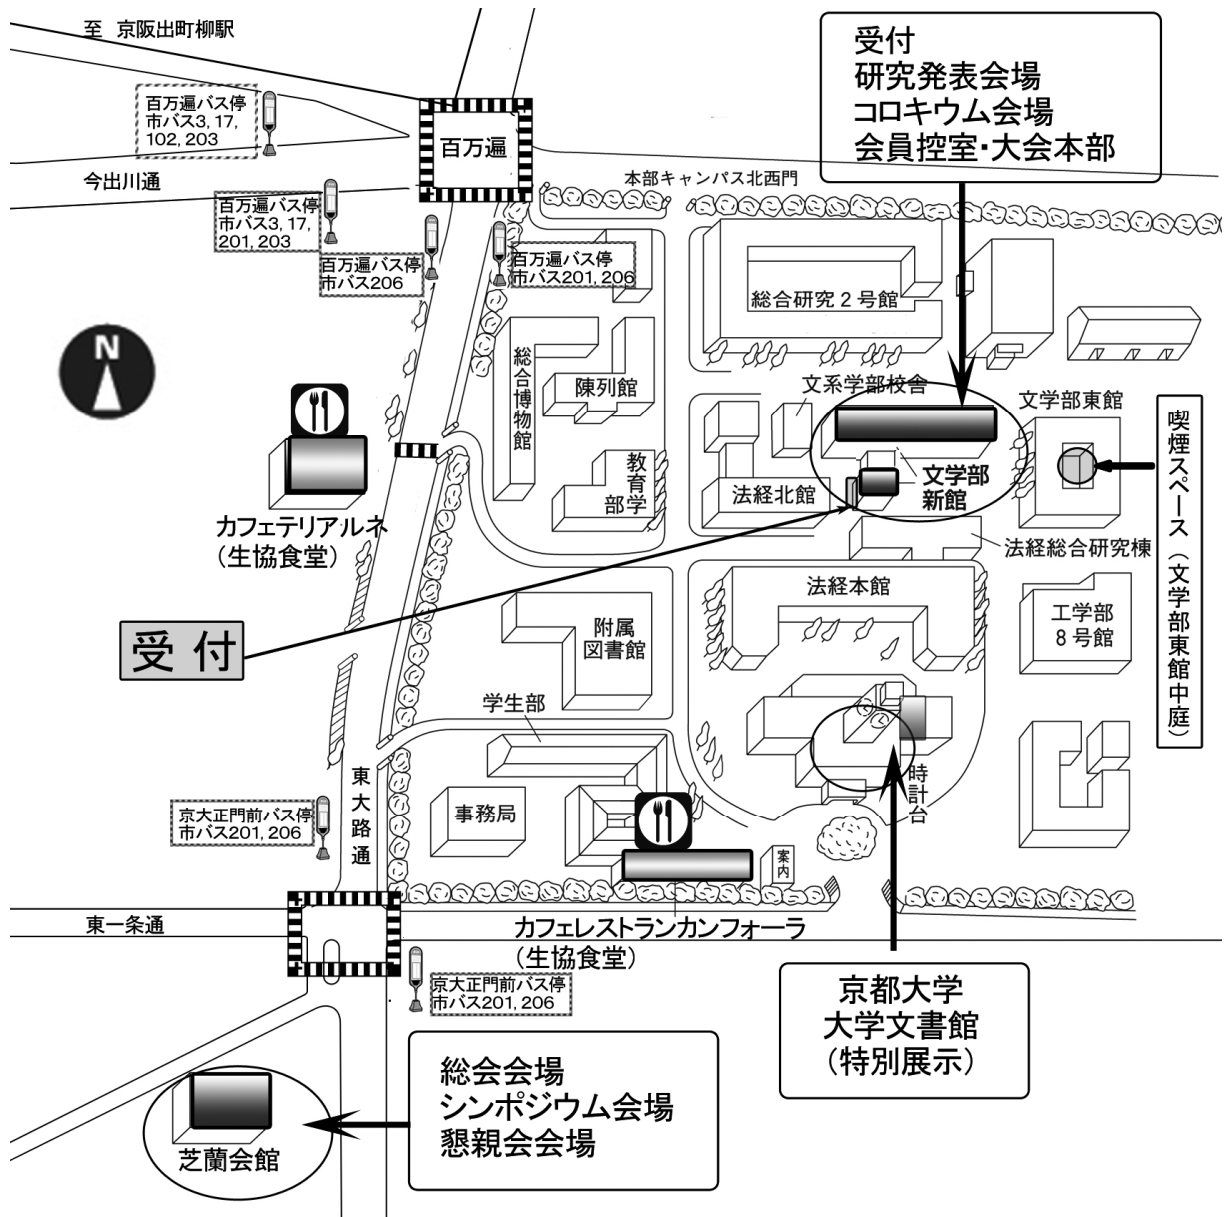 至 京阪出町柳駅
百万遍バス停
市バス3, 17,
102, 203
百万遍
今出川通
百万遍バス停
市バス3, 17,
201, 203
百万遍バス停
市バス206
百万遍バス停
市バス201, 206
受付
研究発表会場
コロキウム会場
会員控室・大会本部
本部キャンパス北西門
総合研究2号館
N
総合博物館
陳列館
文系学部校舎
文学部東館
喫煙スペース（文学部東館中庭）
教育
部学
法経北館
文学部
新館
カフェテリアルネ
（生協食堂）
法経総合研究棟
法経本館
受付
附属
図書館
工学部
8号館
学生部
時計台
東大路通
事務局
京大正門前バス停
市バス201, 206
案内
東一条通
カフェレストランカンフォーラ
（生協食堂）
京大正門前バス停
市バス201, 206
京都大学
大学文書館
（特別展示）
総会会場
シンポジウム会場
懇親会会場
芝蘭会館